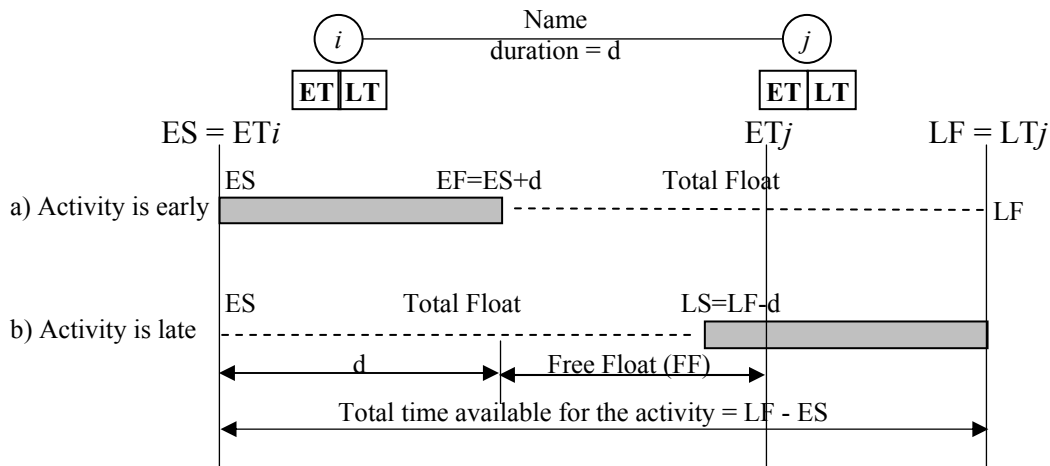 Name
i
j
duration = d
ET LT
ET LT
ES = ETi
ETj
LF = LTj
ES
EF=ES+d
Total Float
a) Activity is early
LF
ES
Total Float
LS=LF-d
b) Activity is late
d
Free Float (FF)
Total time available for the activity = LF - ES